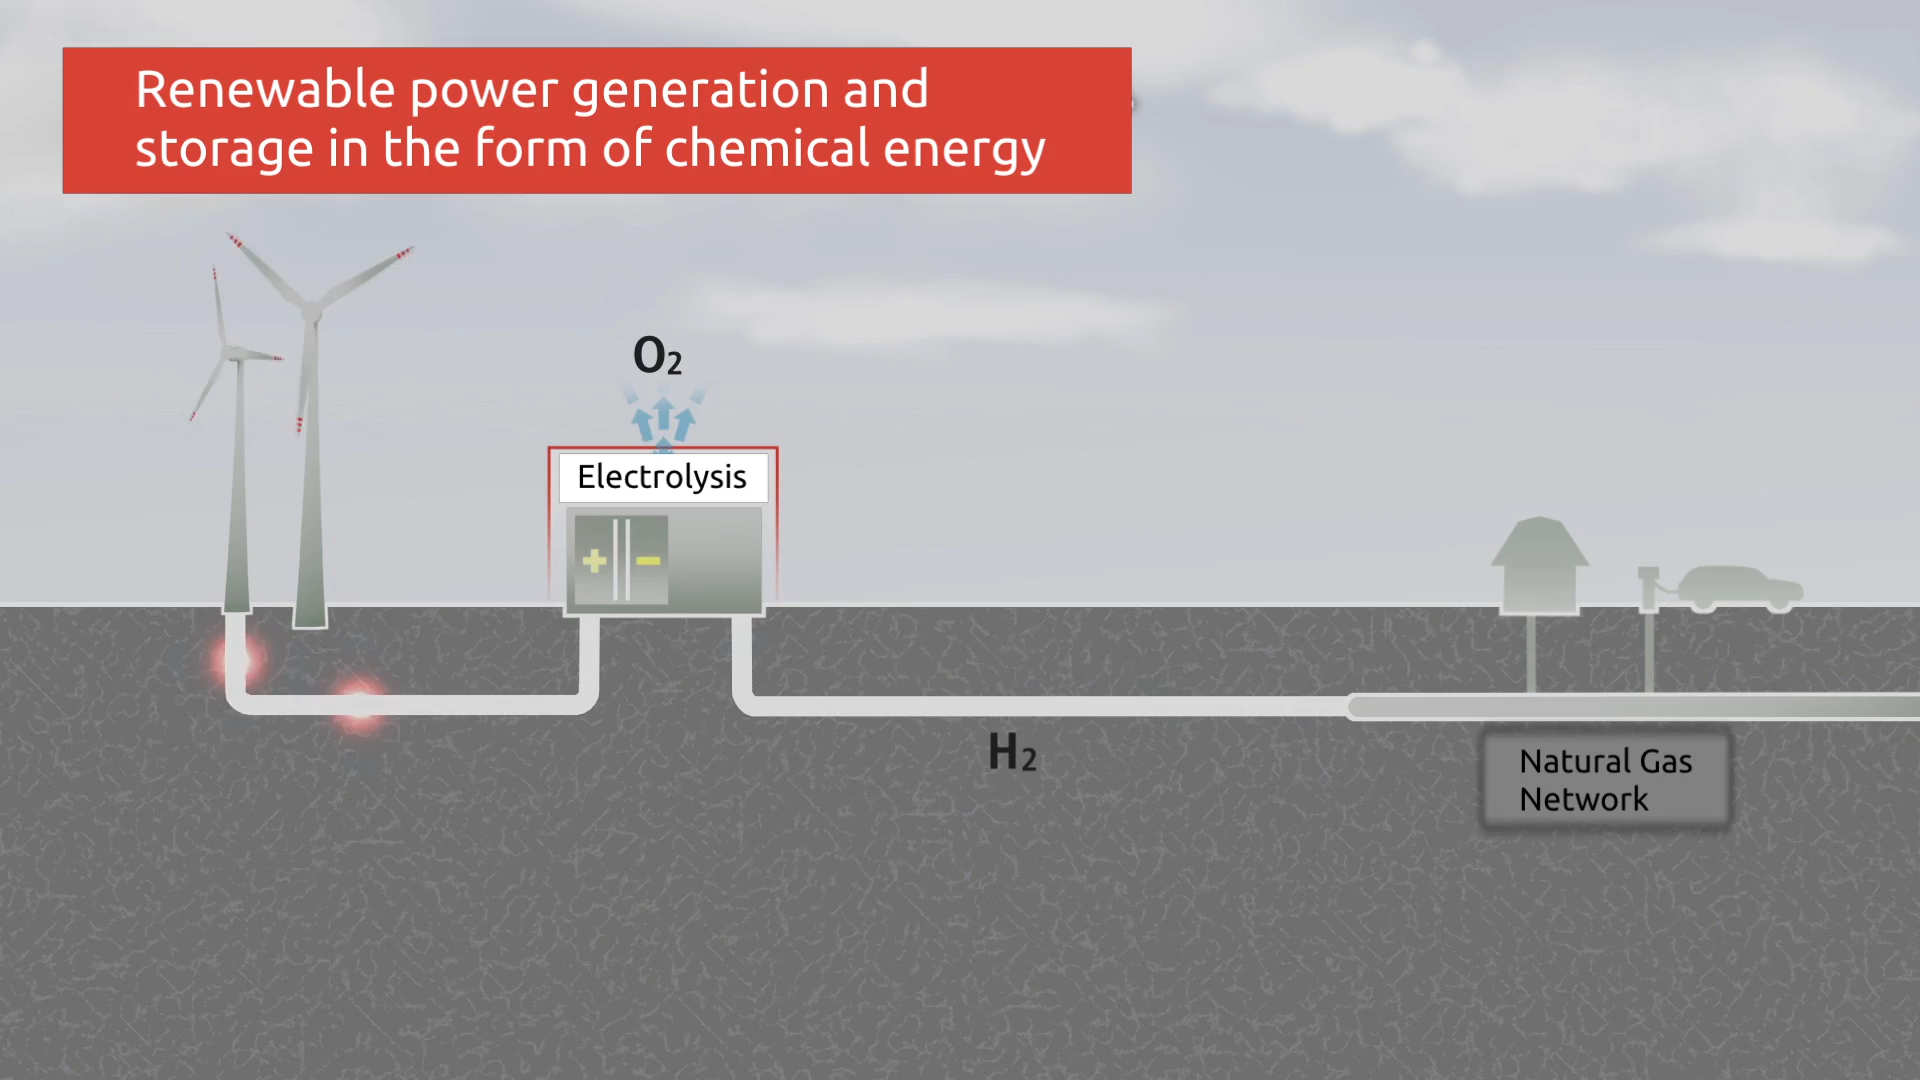 Renewable power generation and
storage in the form of chemical energy
O₂
Electrolysis
+ −
H₂
Natural Gas
Network